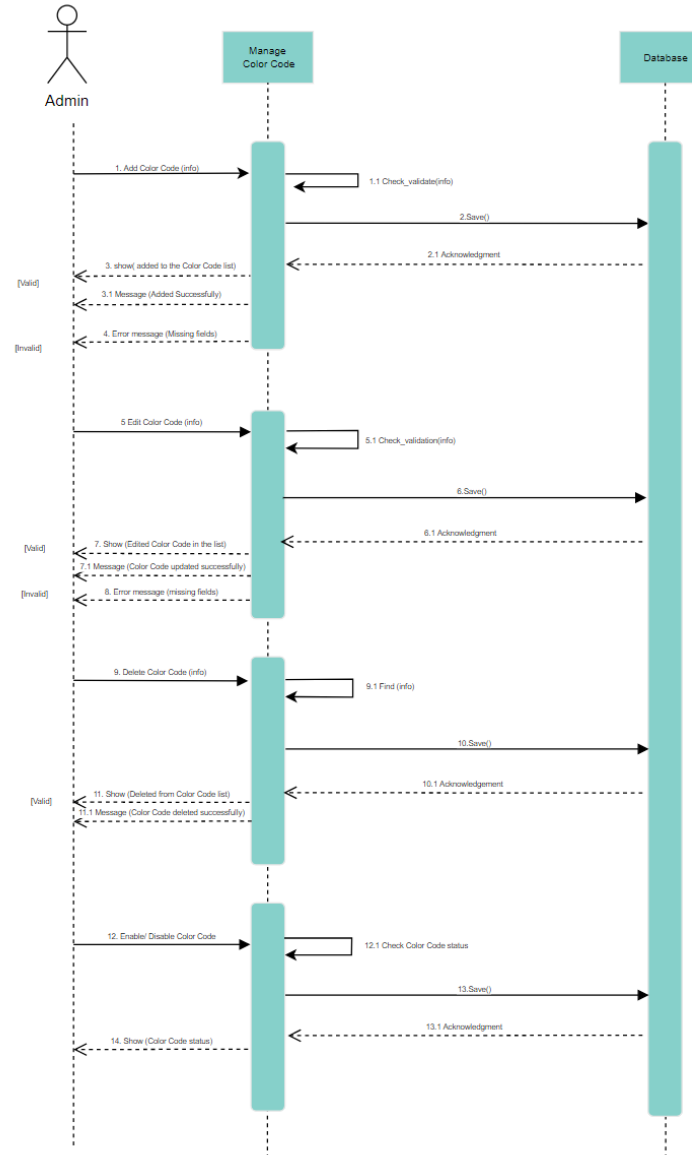 Manage
Color Code
Database
Admin
1. Add Color Code (info)
1.1 Check_validate(info)
2.Save()
2.1 Acknowledgment
3. show( added to the Color Code list)
[Valid]
3.1 Message (Added Successfully)
4. Error message (Missing fields)
[Invalid]
5 Edit Color Code (info)
5.1 Check_validation(info)
6.Save()
6.1 Acknowledgment
7. Show (Edited Color Code in the list)
[Valid]
7.1 Message (Color Code updated successfully)
8. Error message (missing fields)
[Invalid]
9. Delete Color Code (info)
9.1 Find (info)
10.Save()
10.1 Acknowledgement
11. Show (Deleted from Color Code list)
[Valid]
11.1 Message (Color Code deleted successfully)
12. Enable/ Disable Color Code
12.1 Check Color Code status
13.Save()
13.1 Acknowledgment
14. Show (Color Code status)